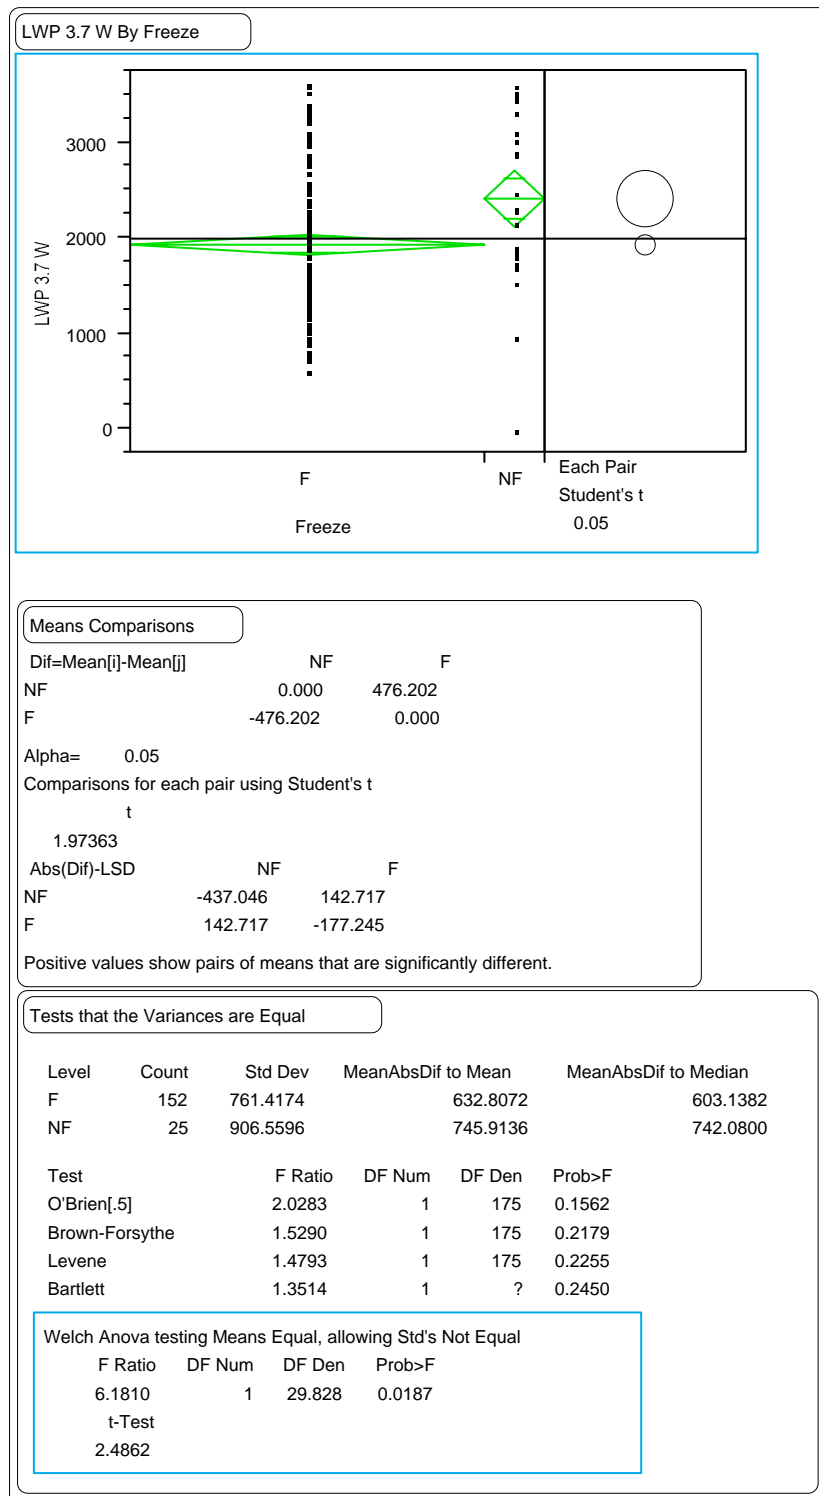 LWP 3.7 W By Freeze
LWP 3.7 W
3000
2000
1000
0
F NF
Freeze
Each Pair
Student's t
0.05
Means Comparisons
Dif=Mean[i]-Mean[j] NF F
NF 0.000 476.202
F -476.202 0.000
Alpha= 0.05
Comparisons for each pair using Student's t
t
1.97363
Abs(Dif)-LSD NF F
NF -437.046 142.717
F 142.717 -177.245
Positive values show pairs of means that are significantly different.
Tests that the Variances are Equal
Level Count Std Dev MeanAbsDif to Mean MeanAbsDif to Median
F 152 761.4174 632.8072 603.1382
NF 25 906.5596 745.9136 742.0800
Test F Ratio DF Num DF Den Prob>F
O'Brien[.5] 2.0283 1 175 0.1562
Brown-Forsythe 1.5290 1 175 0.2179
Levene 1.4793 1 175 0.2255
Bartlett 1.3514 1 ? 0.2450
Welch Anova testing Means Equal, allowing Std's Not Equal
F Ratio DF Num DF Den Prob>F
6.1810 1 29.828 0.0187
t-Test
2.4862